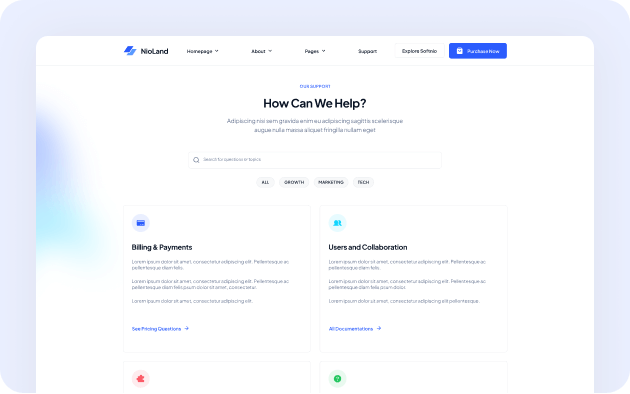 NioLand
Homepage
About
Pages
Support
Explore Softnio
Purchase Now
OUR SUPPORT
How Can We Help?
Adipiscing nisi sem gravida enim eu adipiscing sagittis scelerisque
augue nulla massa aliquet fringilla nullam eget
Search for questions or topics
ALL
GROWTH
MARKETING
TECH
Billing & Payments
Lorem ipsum dolor sit amet, consectetur adipiscing elit. Pellentesque ac
pellentesque diam felis.
Lorem ipsum dolor sit amet, consectetur adipiscing elit. Pellentesque ac
pellentesque diam felis ipsum dolor sit amet, consectetur.
Lorem ipsum dolor sit amet, consectetur adipiscing elit.
See Pricing Questions
Users and Collaboration
Lorem ipsum dolor sit amet, consectetur adipiscing elit. Pellentesque ac
pellentesque diam.
Lorem ipsum dolor sit amet, consectetur adipiscing elit. Pellentesque ac
pellentesque diam felis ipsum dolor.
Lorem ipsum dolor sit amet, consectetur adipiscing elit pellentesque.
All Documentations